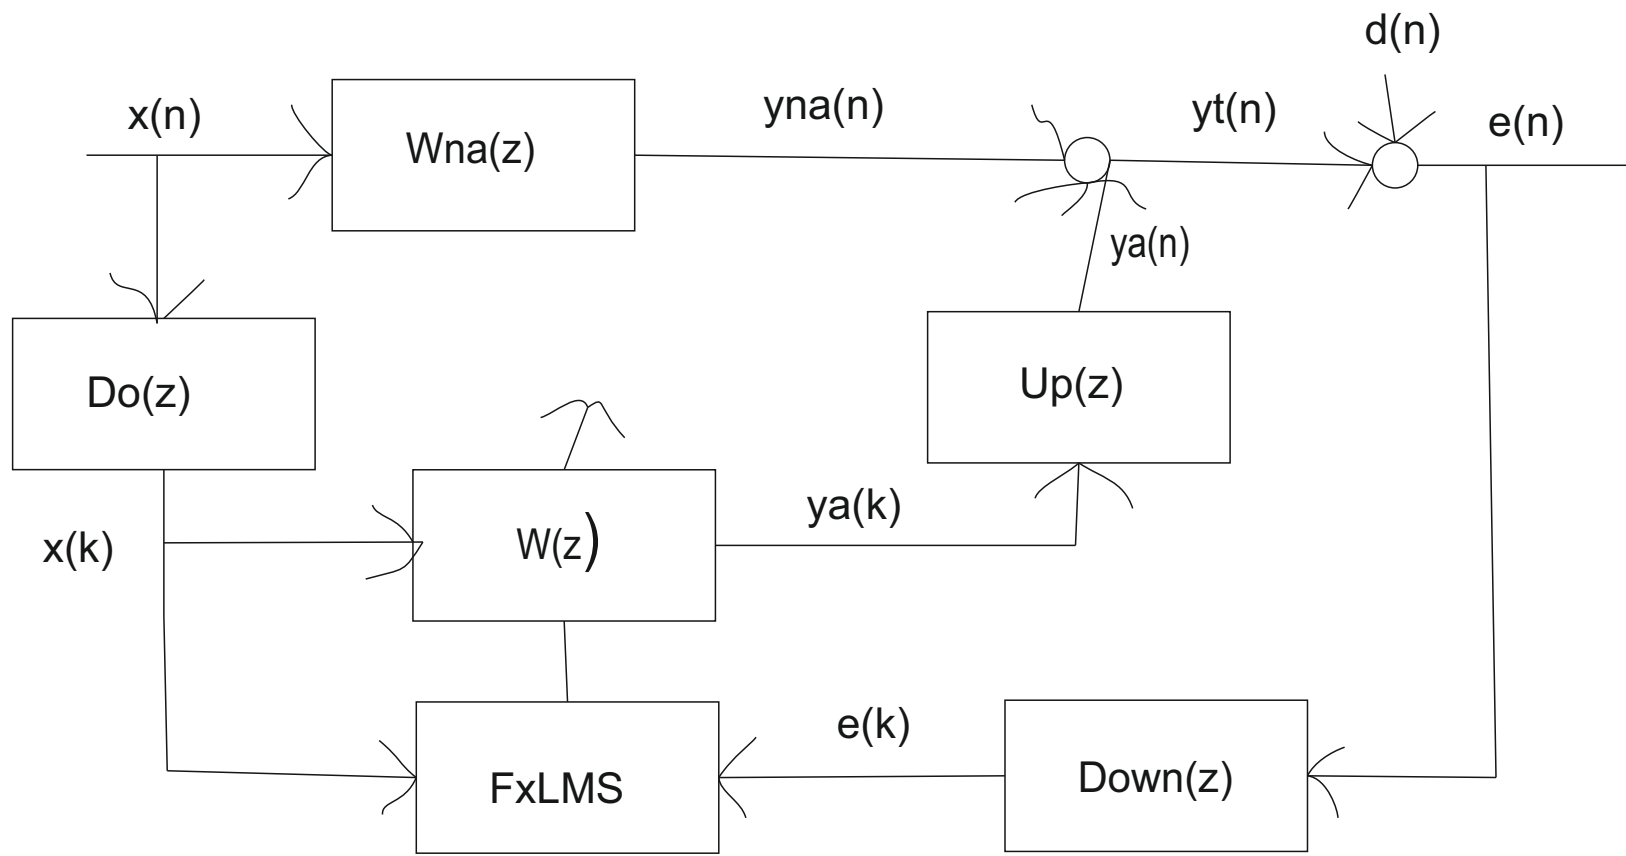 d(n)
x(n)
Wna(z)
yna(n)
yt(n)
e(n)
ya(n)
Do(z)
Up(z)
x(k)
W(z)
ya(k)
FxLMS
e(k)
Down(z)